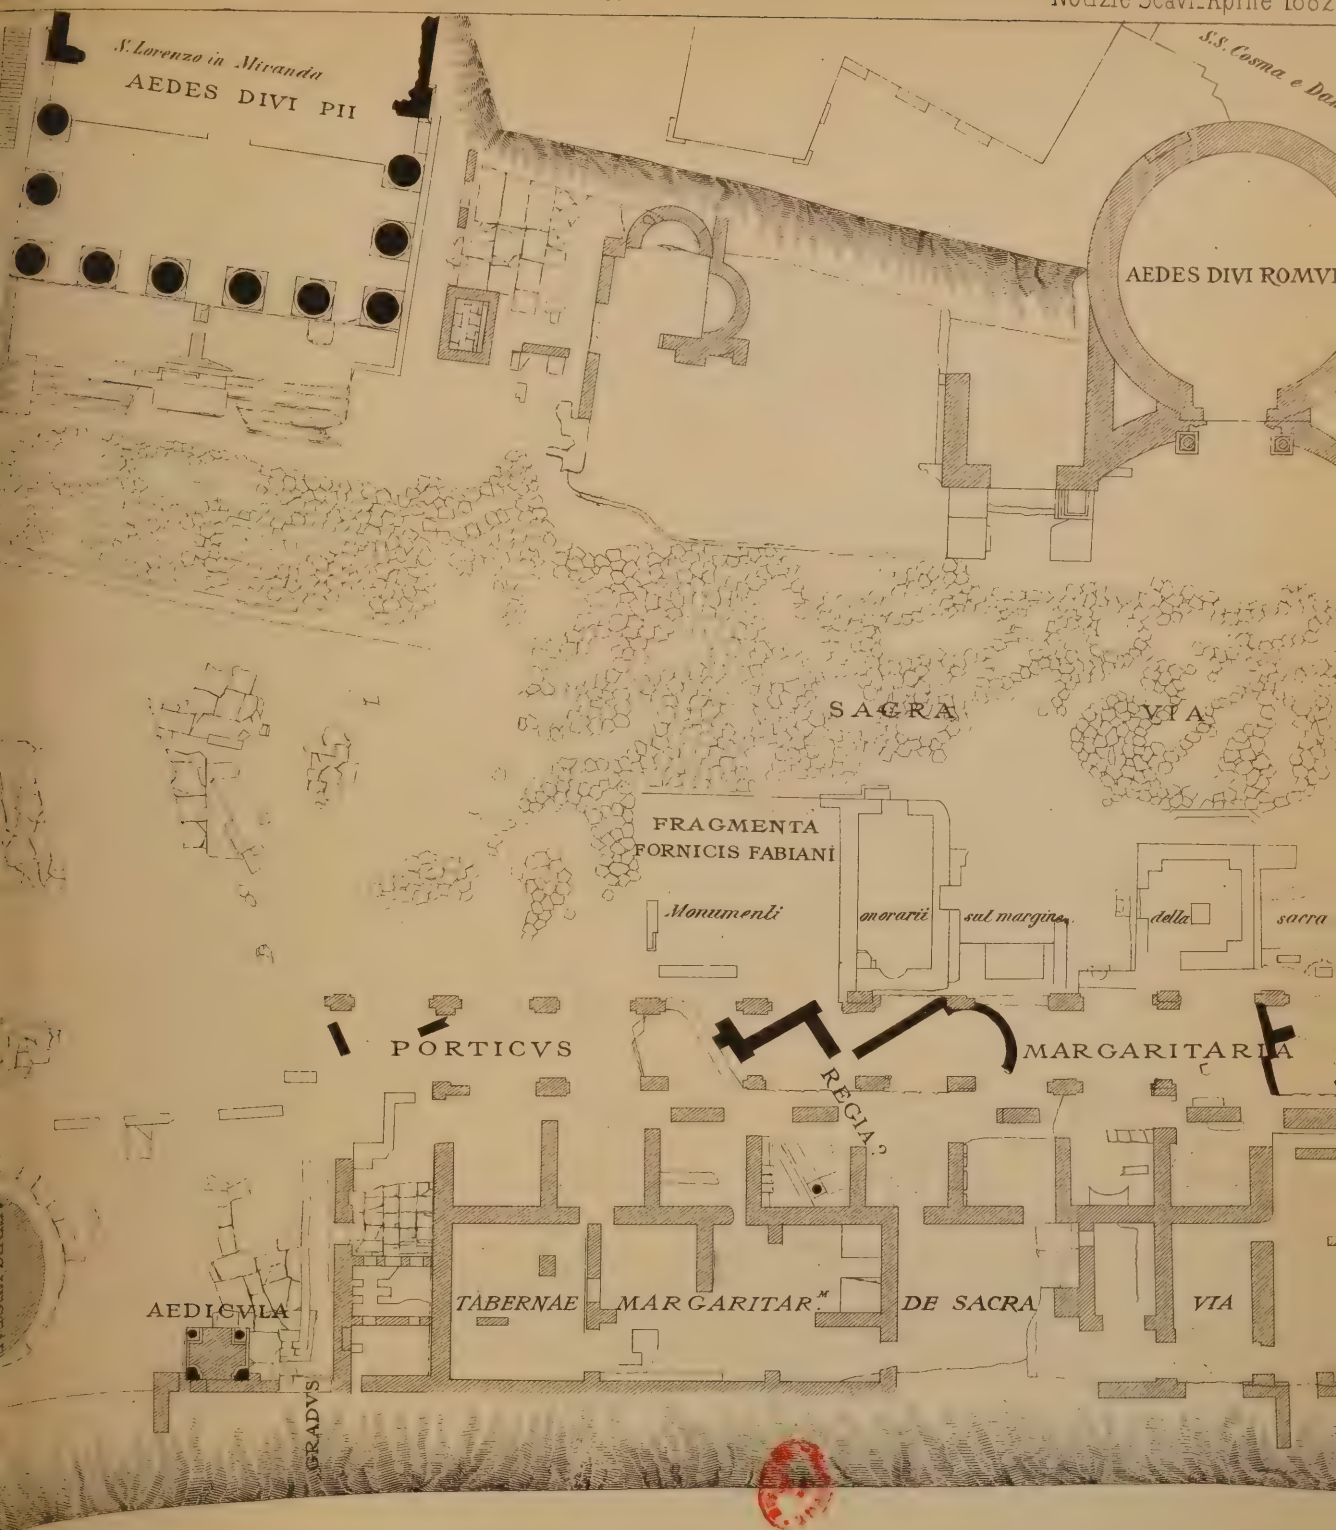 Notizie Scavi_Aprile 1882
S. Lorenzo in Miranda
AEDES DIVI PII
S.S. Cosma e
AEDES DIVI ROMVL
SACRA VIA
FRAGMENTA
FORNICIS FABIANI
Monumenti onorarii sul margine della sacra
PORTICVS MARGARITARIA
REGIA?
AEDICVLA
TABERNAE MARGARITAR.M DE SACRA VIA
GRADVS